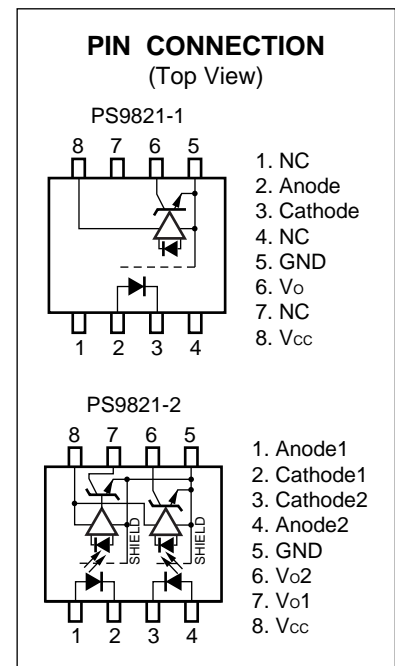 PIN CONNECTION
(Top View)
PS9821-1
8 7 6 5
1 2 3 4
1. NC
2. Anode
3. Cathode
4. NC
5. GND
6. Vo
7. NC
8. Vcc
PS9821-2
8 7 6 5
SHIELD SHIELD
1 2 3 4
1. Anode1
2. Cathode1
3. Cathode2
4. Anode2
5. GND
6. Vo2
7. Vo1
8. Vcc